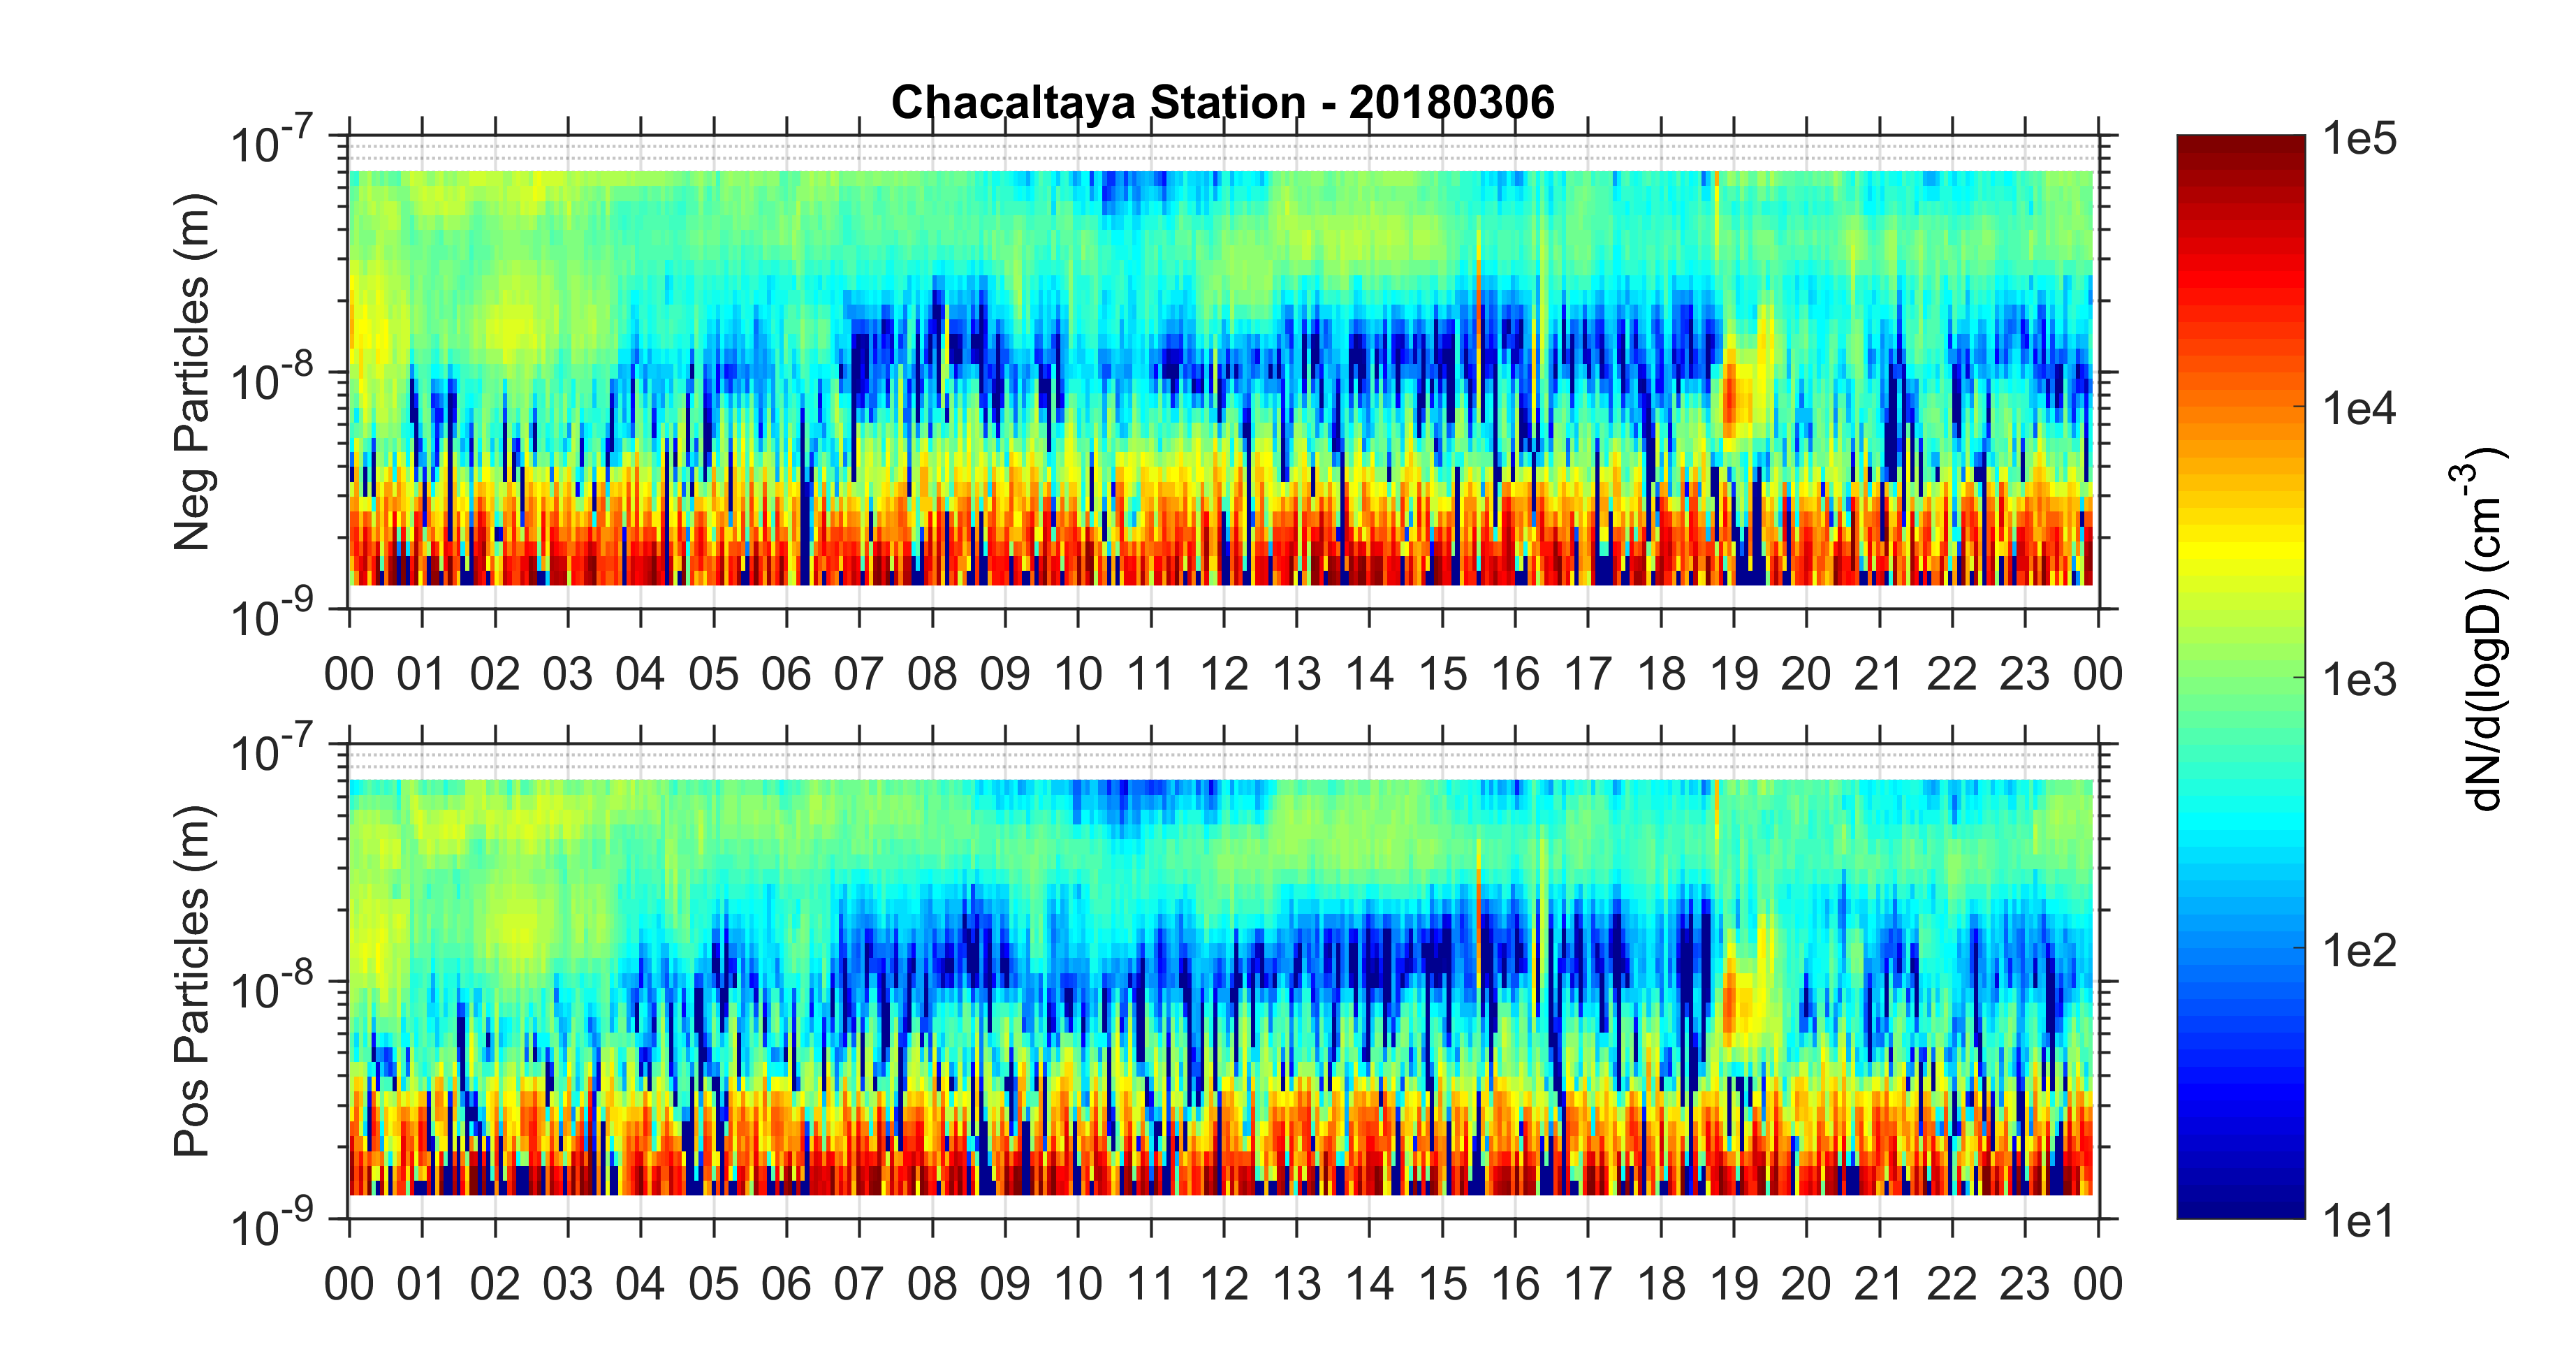 Chacaltaya Station - 20180306
10^-7
10^-8
10^-9
Neg Particles (m)
00 01 02 03 04 05 06 07 08 09 10 11 12 13 14 15 16 17 18 19 20 21 22 23 00
10^-7
10^-8
10^-9
Pos Particles (m)
00 01 02 03 04 05 06 07 08 09 10 11 12 13 14 15 16 17 18 19 20 21 22 23 00
1e5
1e4
1e3
1e2
1e1
dN/d(logD) (cm^-3)